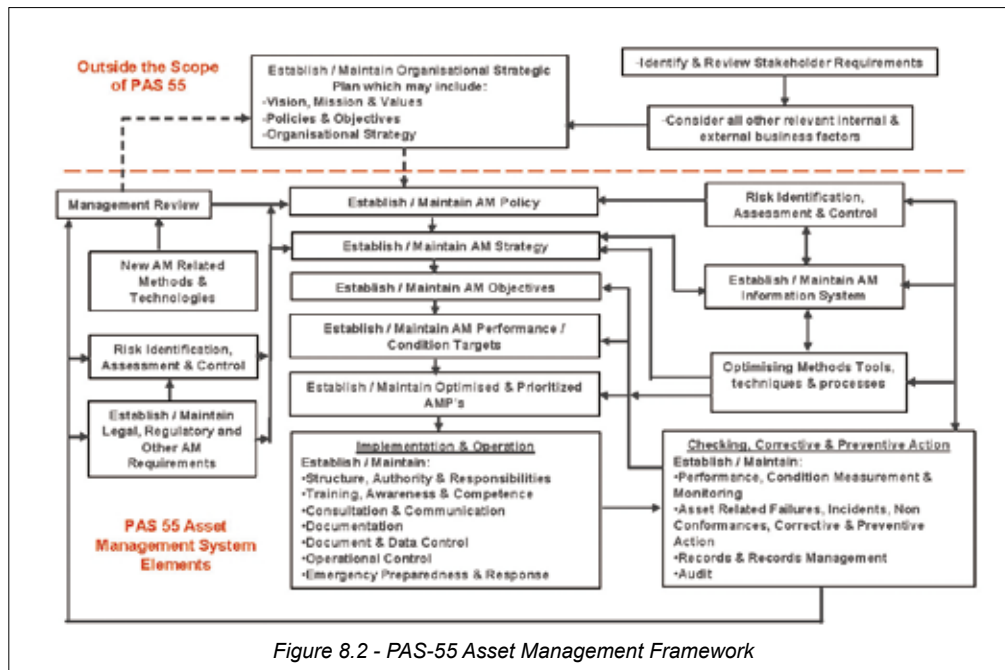 Outside the Scope
of PAS 55
Establish / Maintain Organisational Strategic
Plan which may include:
-Vision, Mission & Values
-Policies & Objectives
-Organisational Strategy
-Identify & Review Stakeholder Requirements
-Consider all other relevant internal &
external business factors
Management Review
Establish / Maintain AM Policy
Risk Identification,
Assessment & Control
New AM Related
Methods &
Technologies
Establish / Maintain AM Strategy
Establish / Maintain AM
Information System
Establish / Maintain AM Objectives
Risk Identification,
Assessment & Control
Establish / Maintain AM Performance /
Condition Targets
Optimising Methods Tools,
techniques & processes
Establish / Maintain
Legal, Regulatory and
Other AM
Requirements
Establish / Maintain Optimised & Prioritized
AMP's
PAS 55 Asset
Management System
Elements
Implementation & Operation
Establish / Maintain:
•Structure, Authority & Responsibilities
•Training, Awareness & Competence
•Consultation & Communication
•Documentation
•Document & Data Control
•Operational Control
•Emergency Preparedness & Response
Checking, Corrective & Preventive Action
Establish / Maintain:
•Performance, Condition Measurement &
Monitoring
•Asset Related Failures, Incidents, Non
Conformances, Corrective & Preventive
Action
•Records & Records Management
•Audit
Figure 8.2 - PAS-55 Asset Management Framework